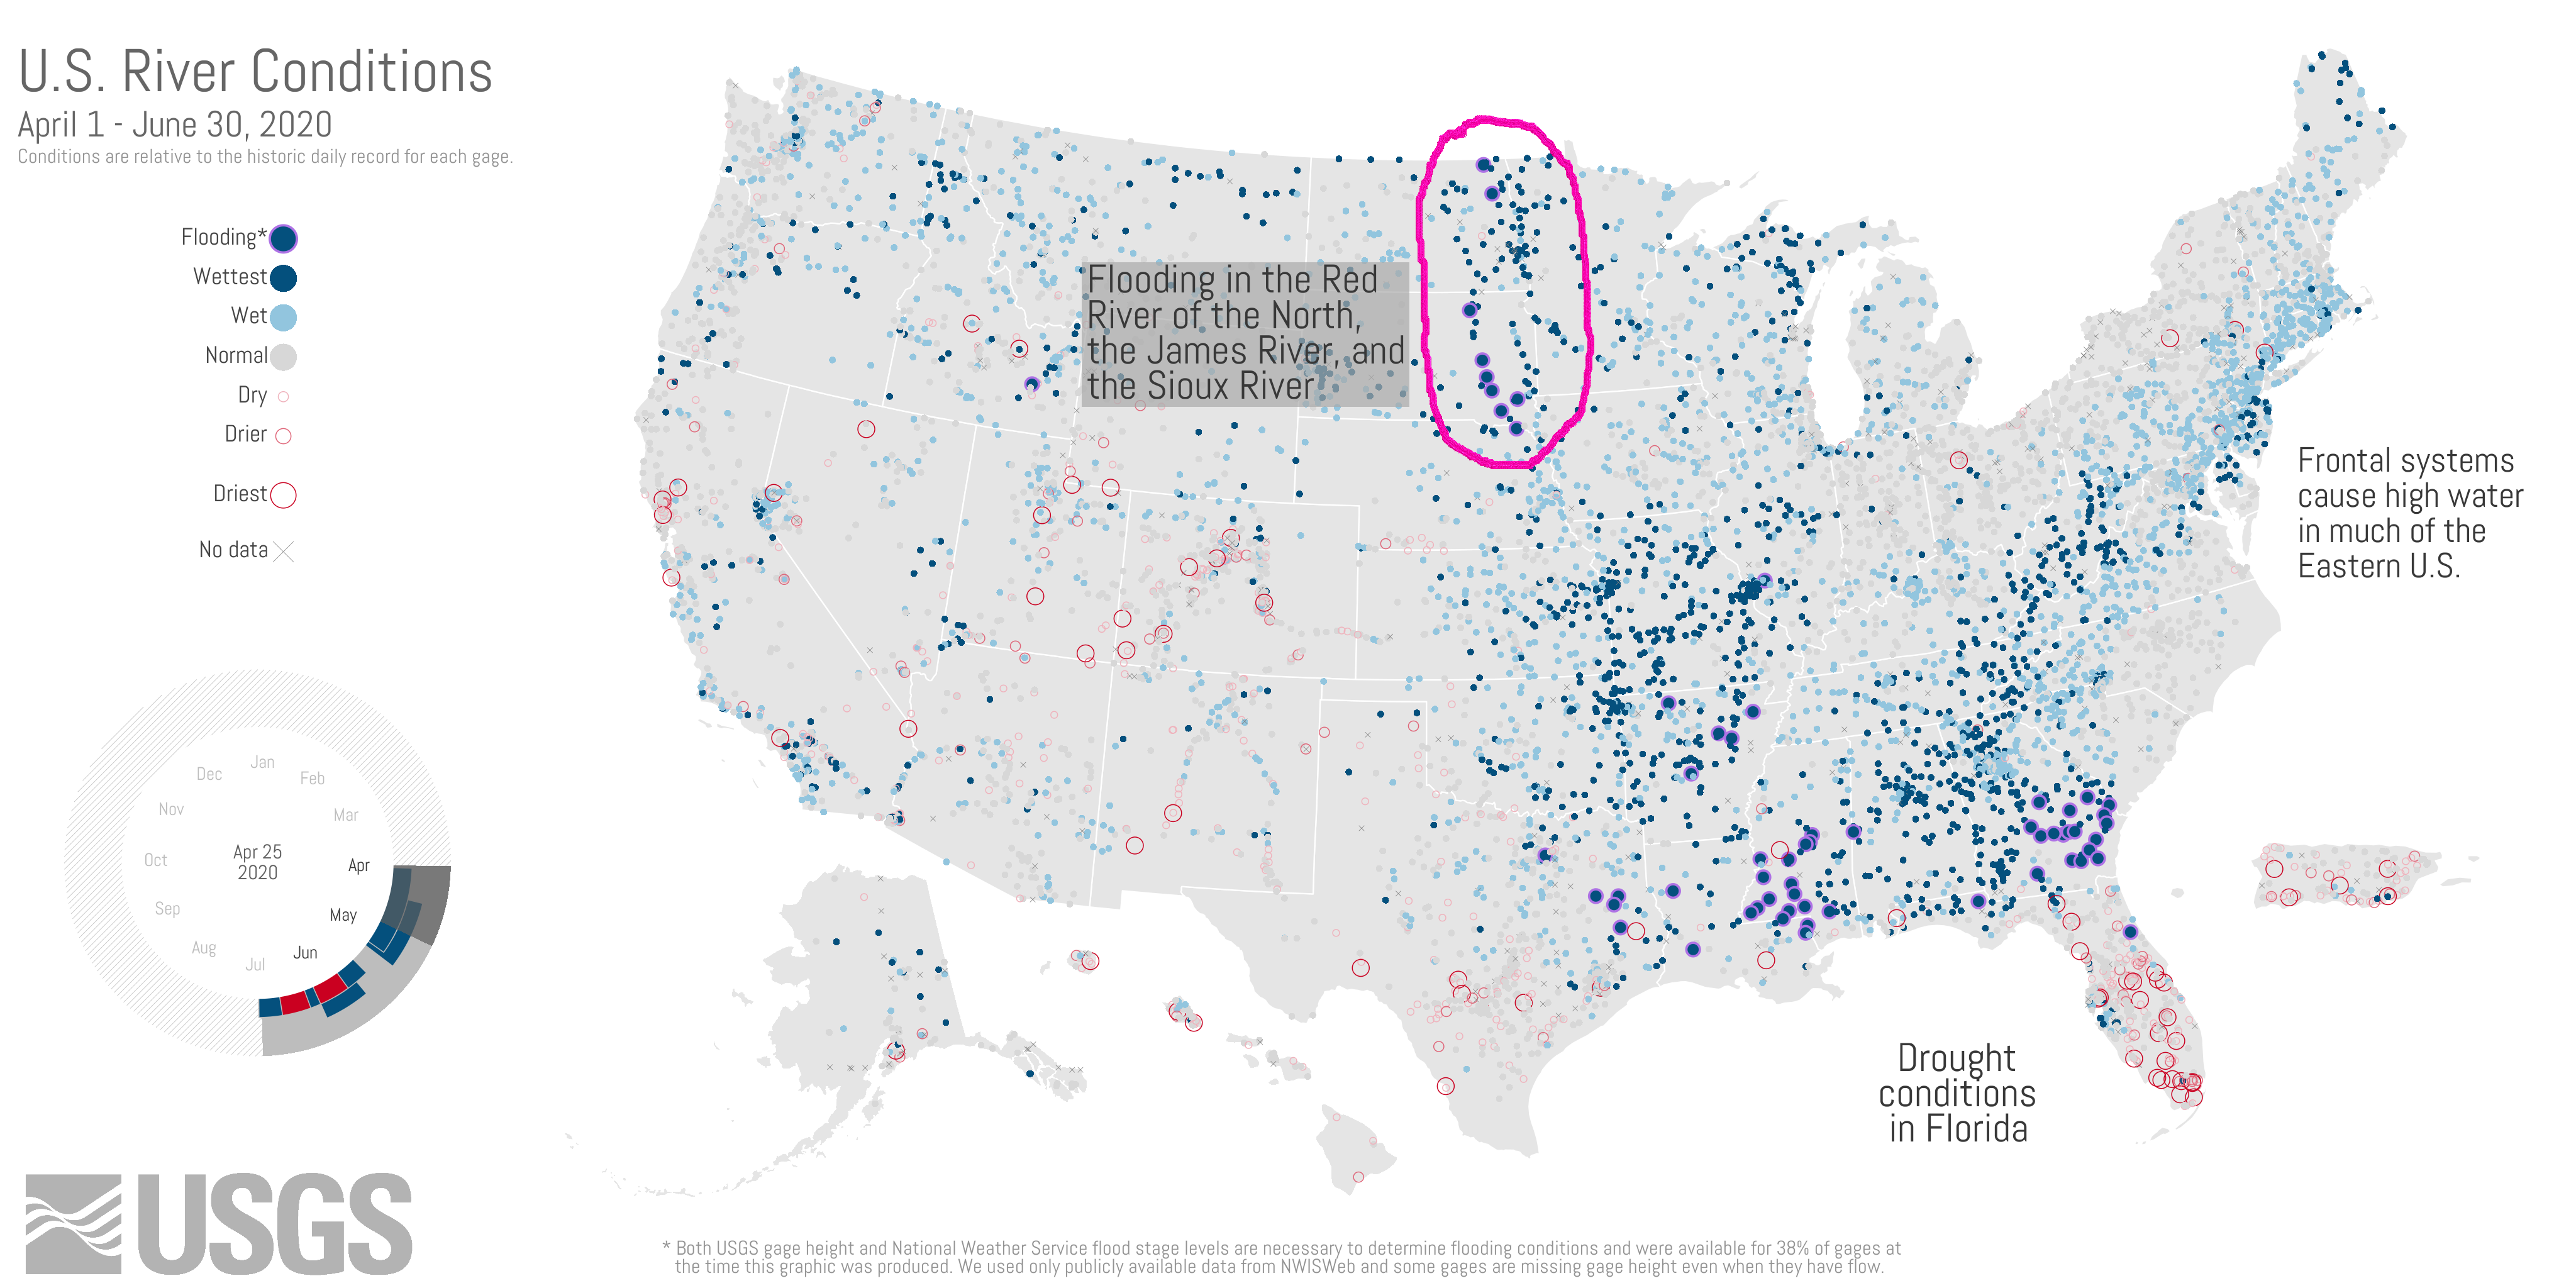 U.S. River Conditions
April 1 - June 30, 2020
Conditions are relative to the historic daily record for each gage.
Flooding*
Wettest
Wet
Normal
Dry
Drier
Driest
No data
Flooding in the Red
River of the North,
the James River, and
the Sioux River
Frontal systems
cause high water
in much of the
Eastern U.S.
Drought
conditions
in Florida
Jan
Feb
Mar
Apr
May
Jun
Jul
Aug
Sep
Oct
Nov
Dec
Apr 25
2020
USGS
* Both USGS gage height and National Weather Service flood stage levels are necessary to determine flooding conditions and were available for 38% of gages at
the time this graphic was produced. We used only publicly available data from NWISWeb and some gages are missing gage height even when they have flow.